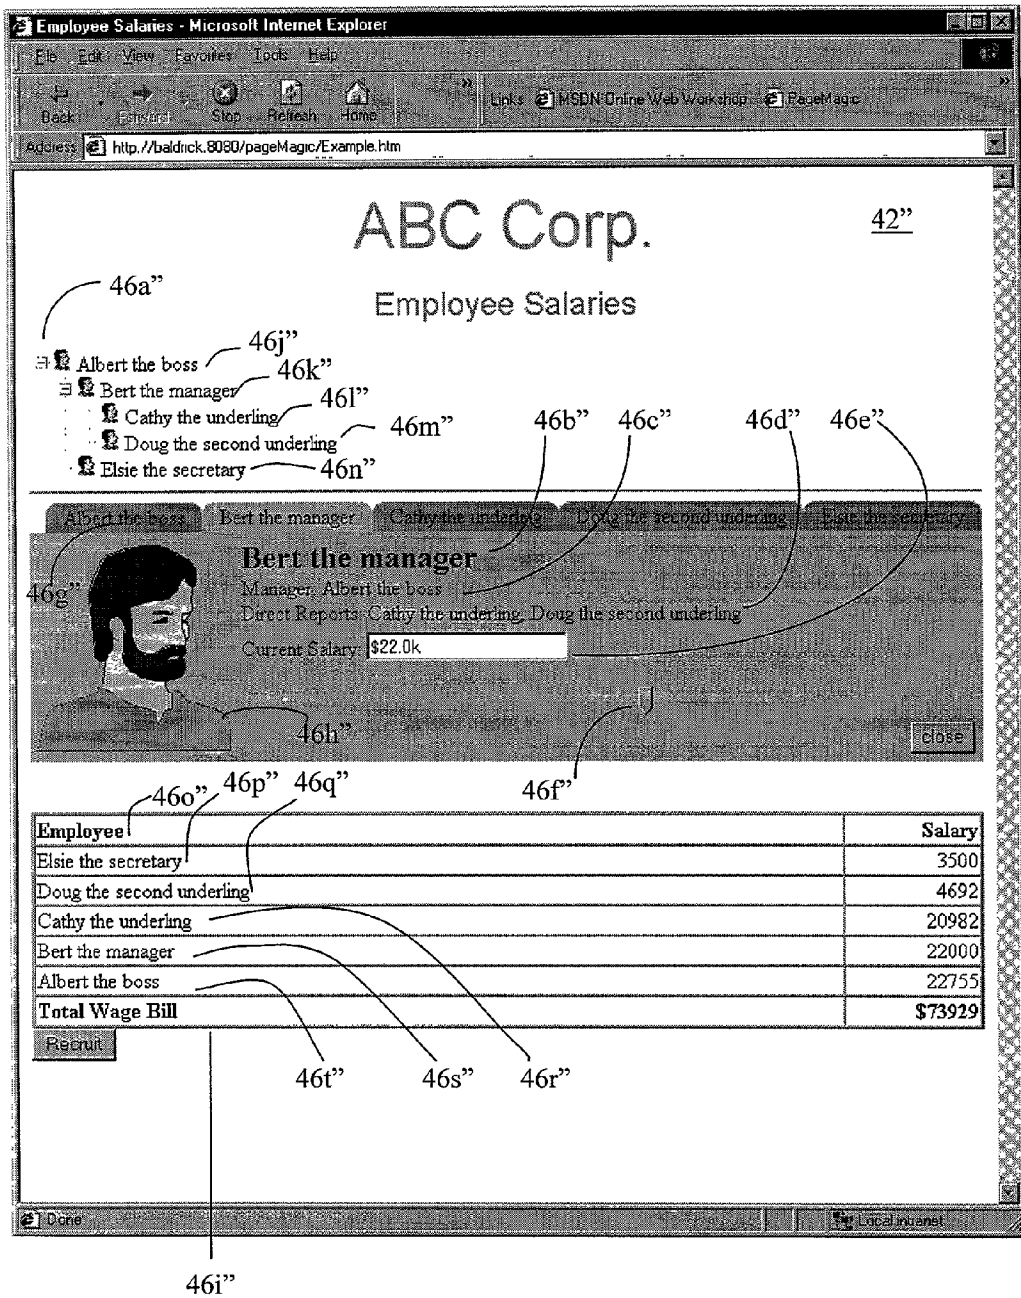 Employee Salaries - Microsoft Internet Explorer
File Edit View Favorites Tools Help
Back Forward Stop Refresh Home » Links MSDN Online Web Workshop PageMagic »
Address http://baldrick.8080/pageMagic/Example.htm
ABC Corp.
42”
46a”
Employee Salaries
46j”
Albert the boss
46k”
Bert the manager
46l”
Cathy the underling
46m”
Doug the second underling
46n”
Elsie the secretary
46b” 46c” 46d” 46e”
Albert the boss Bert the manager Cathy the underling Doug the second underling Elsie the secretary
Bert the manager
46g”
Manager: Albert the boss
Direct Reports: Cathy the underling, Doug the second underling
Current Salary: $22.0k
46h”
close
46f”
46o” 46p” 46q”
Employee Salary
Elsie the secretary 3500
Doug the second underling 4692
Cathy the underling 20982
Bert the manager 22000
Albert the boss 22755
Total Wage Bill $73929
Recruit
46t” 46s” 46r”
Done Local intranet
46i”